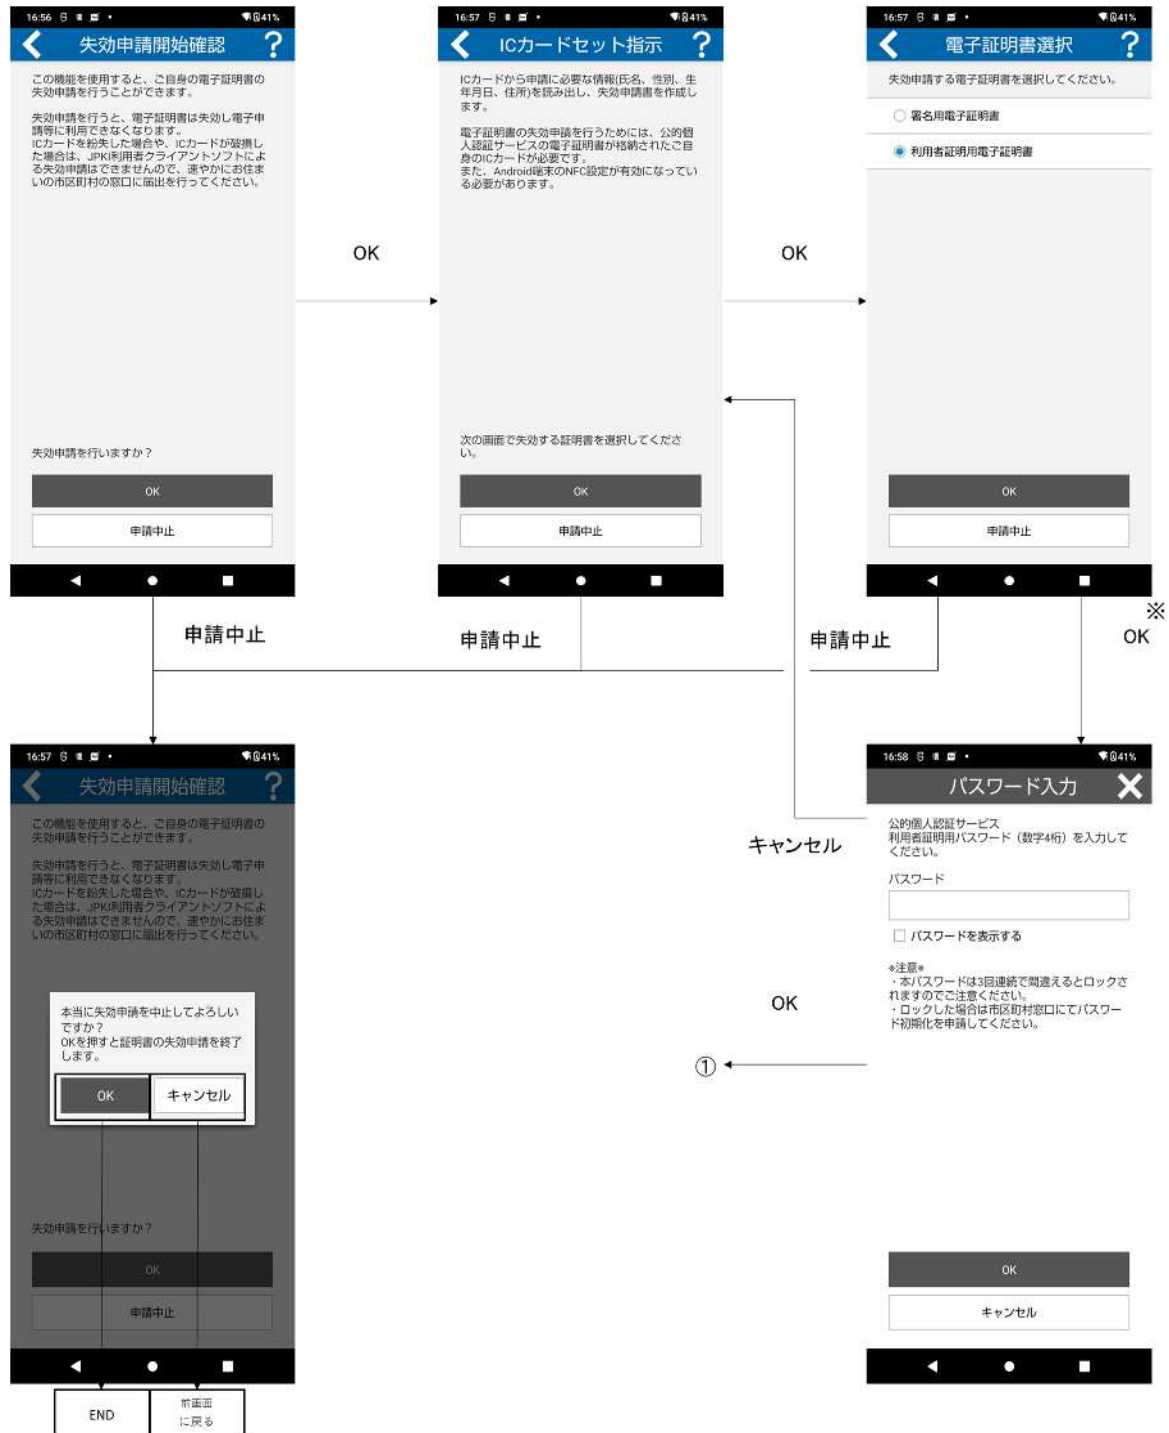 16:56
41%
失効申請開始確認
?
この機能を使用すると、ご自身の電子証明書の
失効申請を行うことができます。
失効申請を行うと、電子証明書は失効し電子申
請等に利用できなくなります。
ICカードを紛失した場合や、ICカードが破損し
た場合は、JPKI利用者クライアントソフトによ
る失効申請はできませんので、速やかにお住ま
いの市区町村の窓口に届出を行ってください。
失効申請を行いますか?
OK
申請中止
OK
16:57
41%
ICカードセット指示
?
ICカードから申請に必要な情報(氏名、性別、生
年月日、住所)を読み出し、失効申請書を作成し
ます。
電子証明書の失効申請を行うためには、公的個
人認証サービスの電子証明書が格納されたご自
身のICカードが必要です。
また、Android端末のNFC設定が有効になってい
る必要があります。
次の画面で失効する証明書を選択してくださ
い。
OK
申請中止
OK
16:57
41%
電子証明書選択
?
失効申請する電子証明書を選択してください。
署名用電子証明書
利用者証明用電子証明書
OK
申請中止
申請中止
申請中止
申請中止
※
OK
16:57
41%
失効申請開始確認
?
この機能を使用すると、ご自身の電子証明書の
失効申請を行うことができます。
失効申請を行うと、電子証明書は失効し電子申
請等に利用できなくなります。
ICカードを紛失した場合や、ICカードが破損し
た場合は、JPKI利用者クライアントソフトによ
る失効申請はできませんので、速やかにお住ま
いの市区町村の窓口に届出を行ってください。
本当に失効申請を中止してよろしい
ですか?
OKを押すと証明書の失効申請を終了
します。
OK
キャンセル
失効申請を行いますか?
OK
申請中止
END
前画面
に戻る
キャンセル
OK
①
16:58
41%
パスワード入力
公的個人認証サービス
利用者証明用パスワード(数字4桁)を入力して
ください。
パスワード
パスワードを表示する
*注意*
・本パスワードは3回連続で間違えるとロックさ
れますのでご注意ください。
・ロックした場合は市区町村窓口にてパスワー
ド初期化を申請してください。
OK
キャンセル